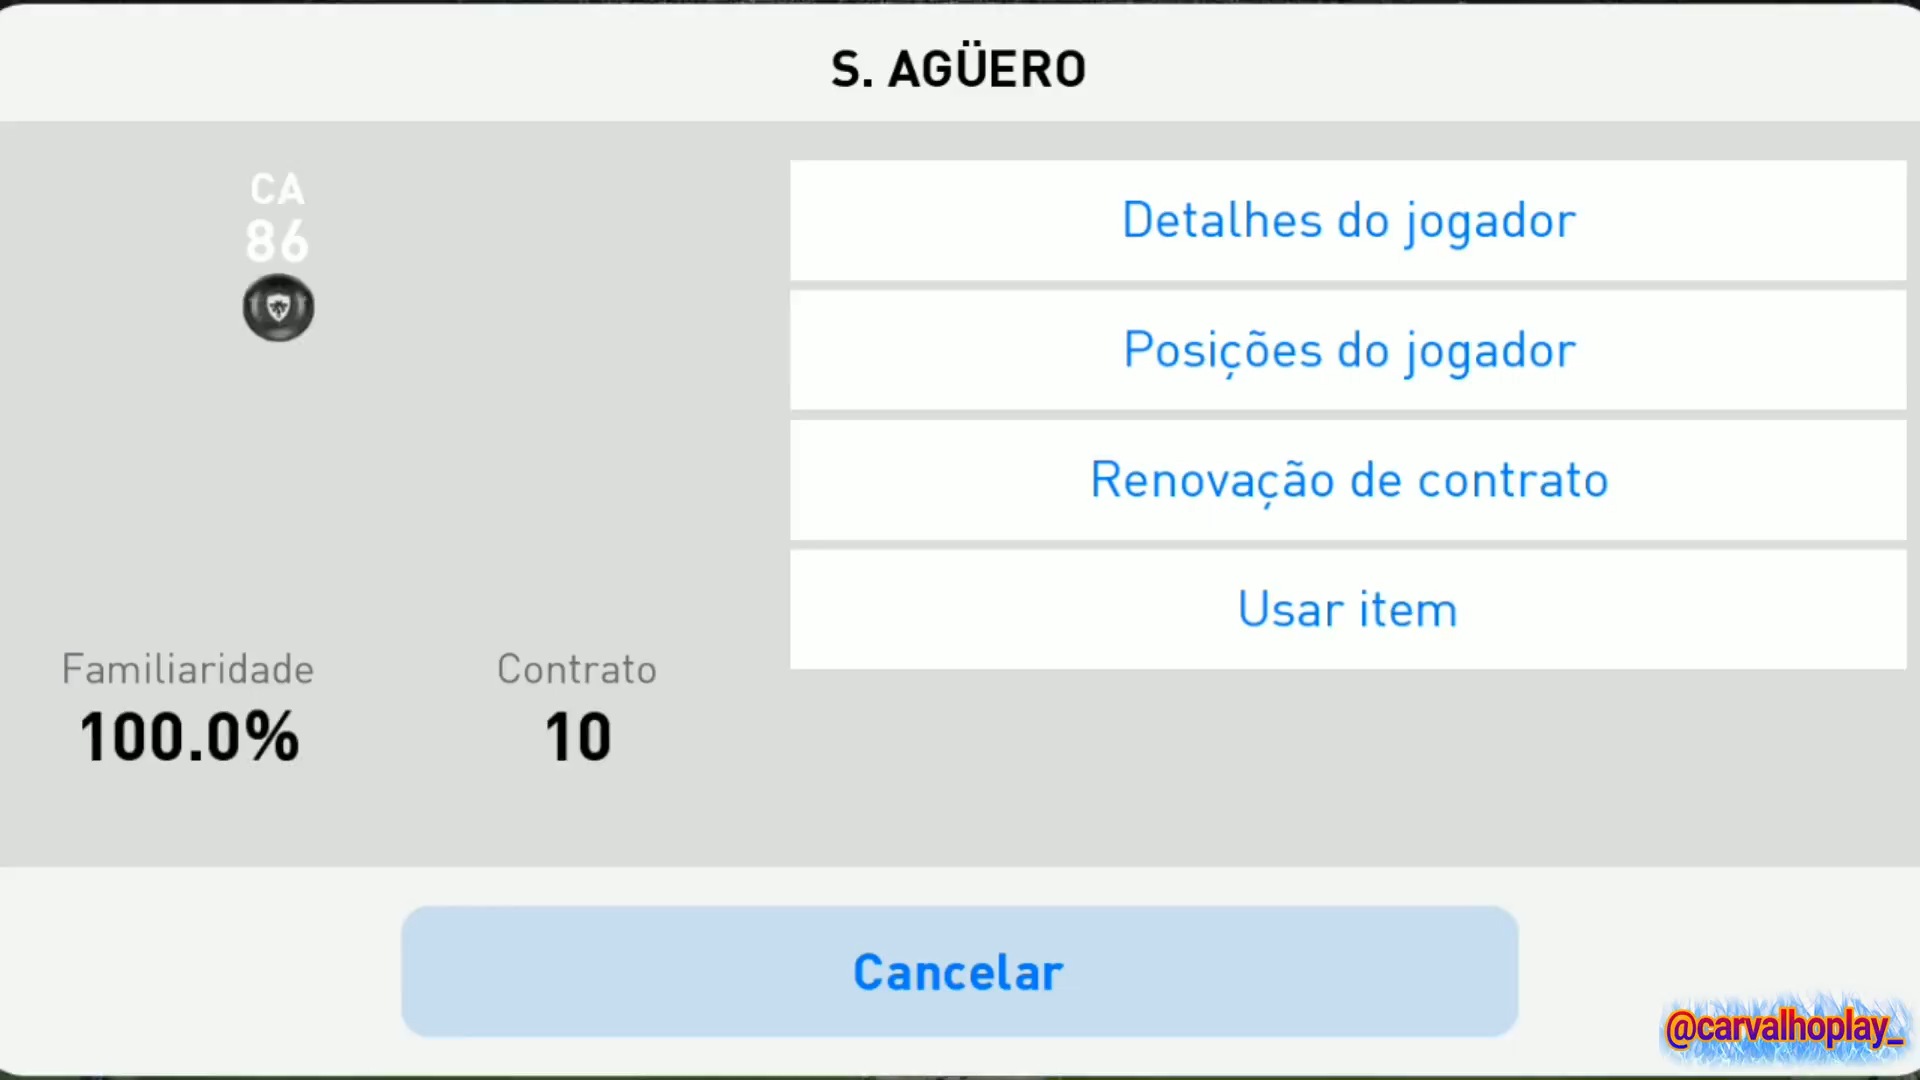 S. AGÜERO
CA
86
Detalhes do jogador
Posições do jogador
Renovação de contrato
Usar item
Familiaridade
100.0%
Contrato
10
Cancelar
@carvalhoplay_